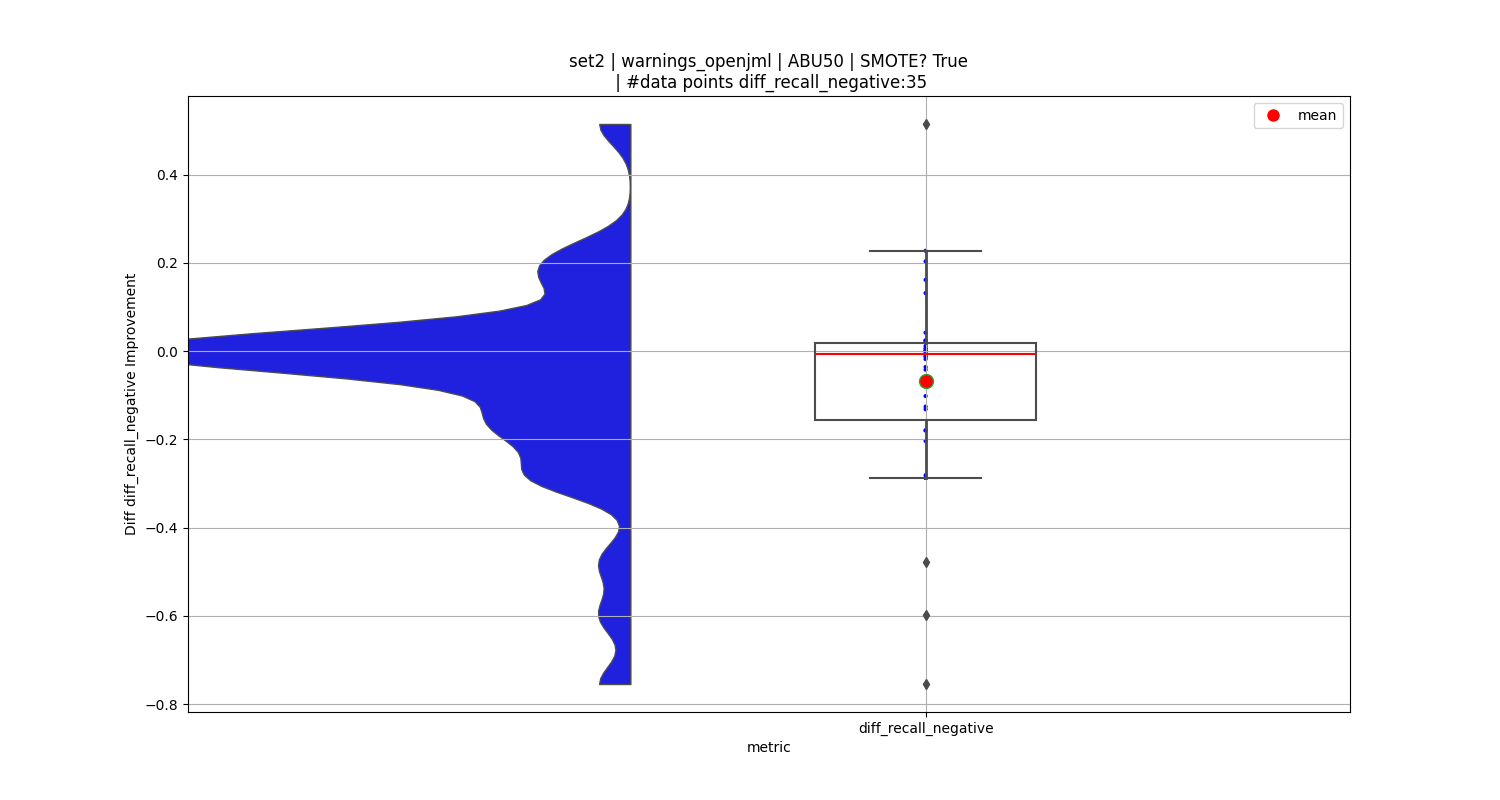 set2 | warnings_openjml | ABU50 | SMOTE? True
| #data points diff_recall_negative:35
mean
0.4
0.2
0.0
−0.2
−0.4
−0.6
−0.8
Diff diff_recall_negative Improvement
diff_recall_negative
metric